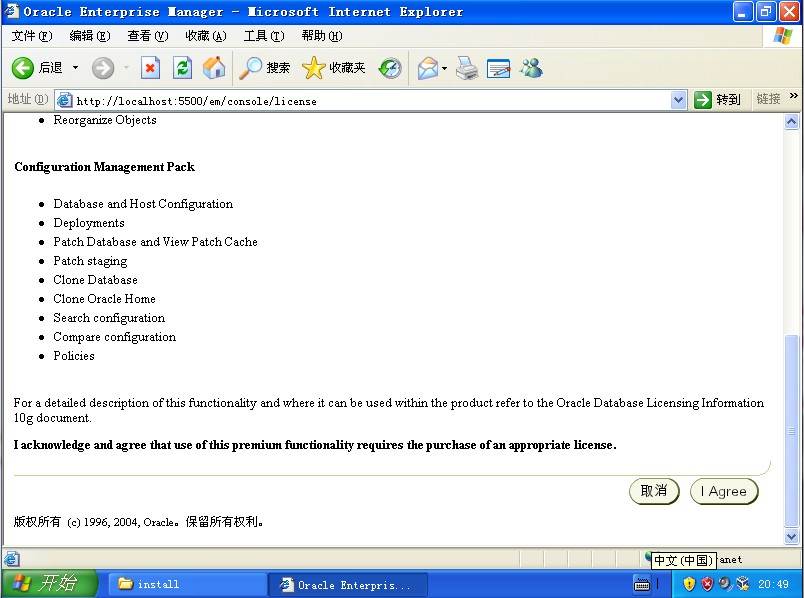 Oracle Enterprise Manager - Microsoft Internet Explorer
文件(F) 编辑(E) 查看(V) 收藏(A) 工具(T) 帮助(H)
后退 搜索 收藏夹
地址(D) http://localhost:5500/em/console/license 转到 链接 »
Reorganize Objects
Configuration Management Pack
Database and Host Configuration
Deployments
Patch Database and View Patch Cache
Patch staging
Clone Database
Clone Oracle Home
Search configuration
Compare configuration
Policies
For a detailed description of this functionality and where it can be used within the product refer to the Oracle Database Licensing Information
10g document.
I acknowledge and agree that use of this premium functionality requires the purchase of an appropriate license.
取消 I Agree
版权所有 (c) 1996, 2004, Oracle。保留所有权利。
中文(中国) anet
开始 install Oracle Enterpris... 20:49